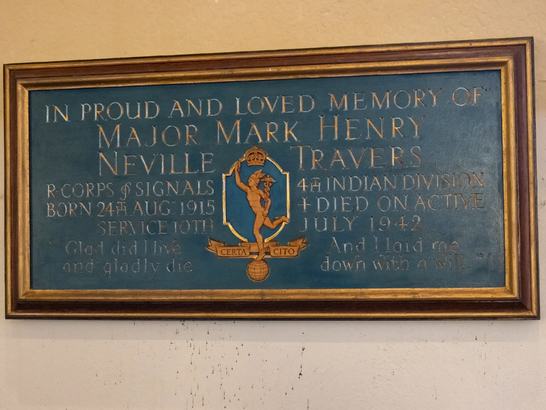 IN PROUD AND LOVED MEMORY OF
MAJOR MARK HENRY
NEVILLE TRAVERS
R·CORPS of SIGNALS 4TH INDIAN DIVISION
BORN 24TH AUG 1915 + DIED ON ACTIVE
SERVICE 10TH JULY 1942
CERTA CITO
"Glad did I live And I laid me
and gladly die down with a will"